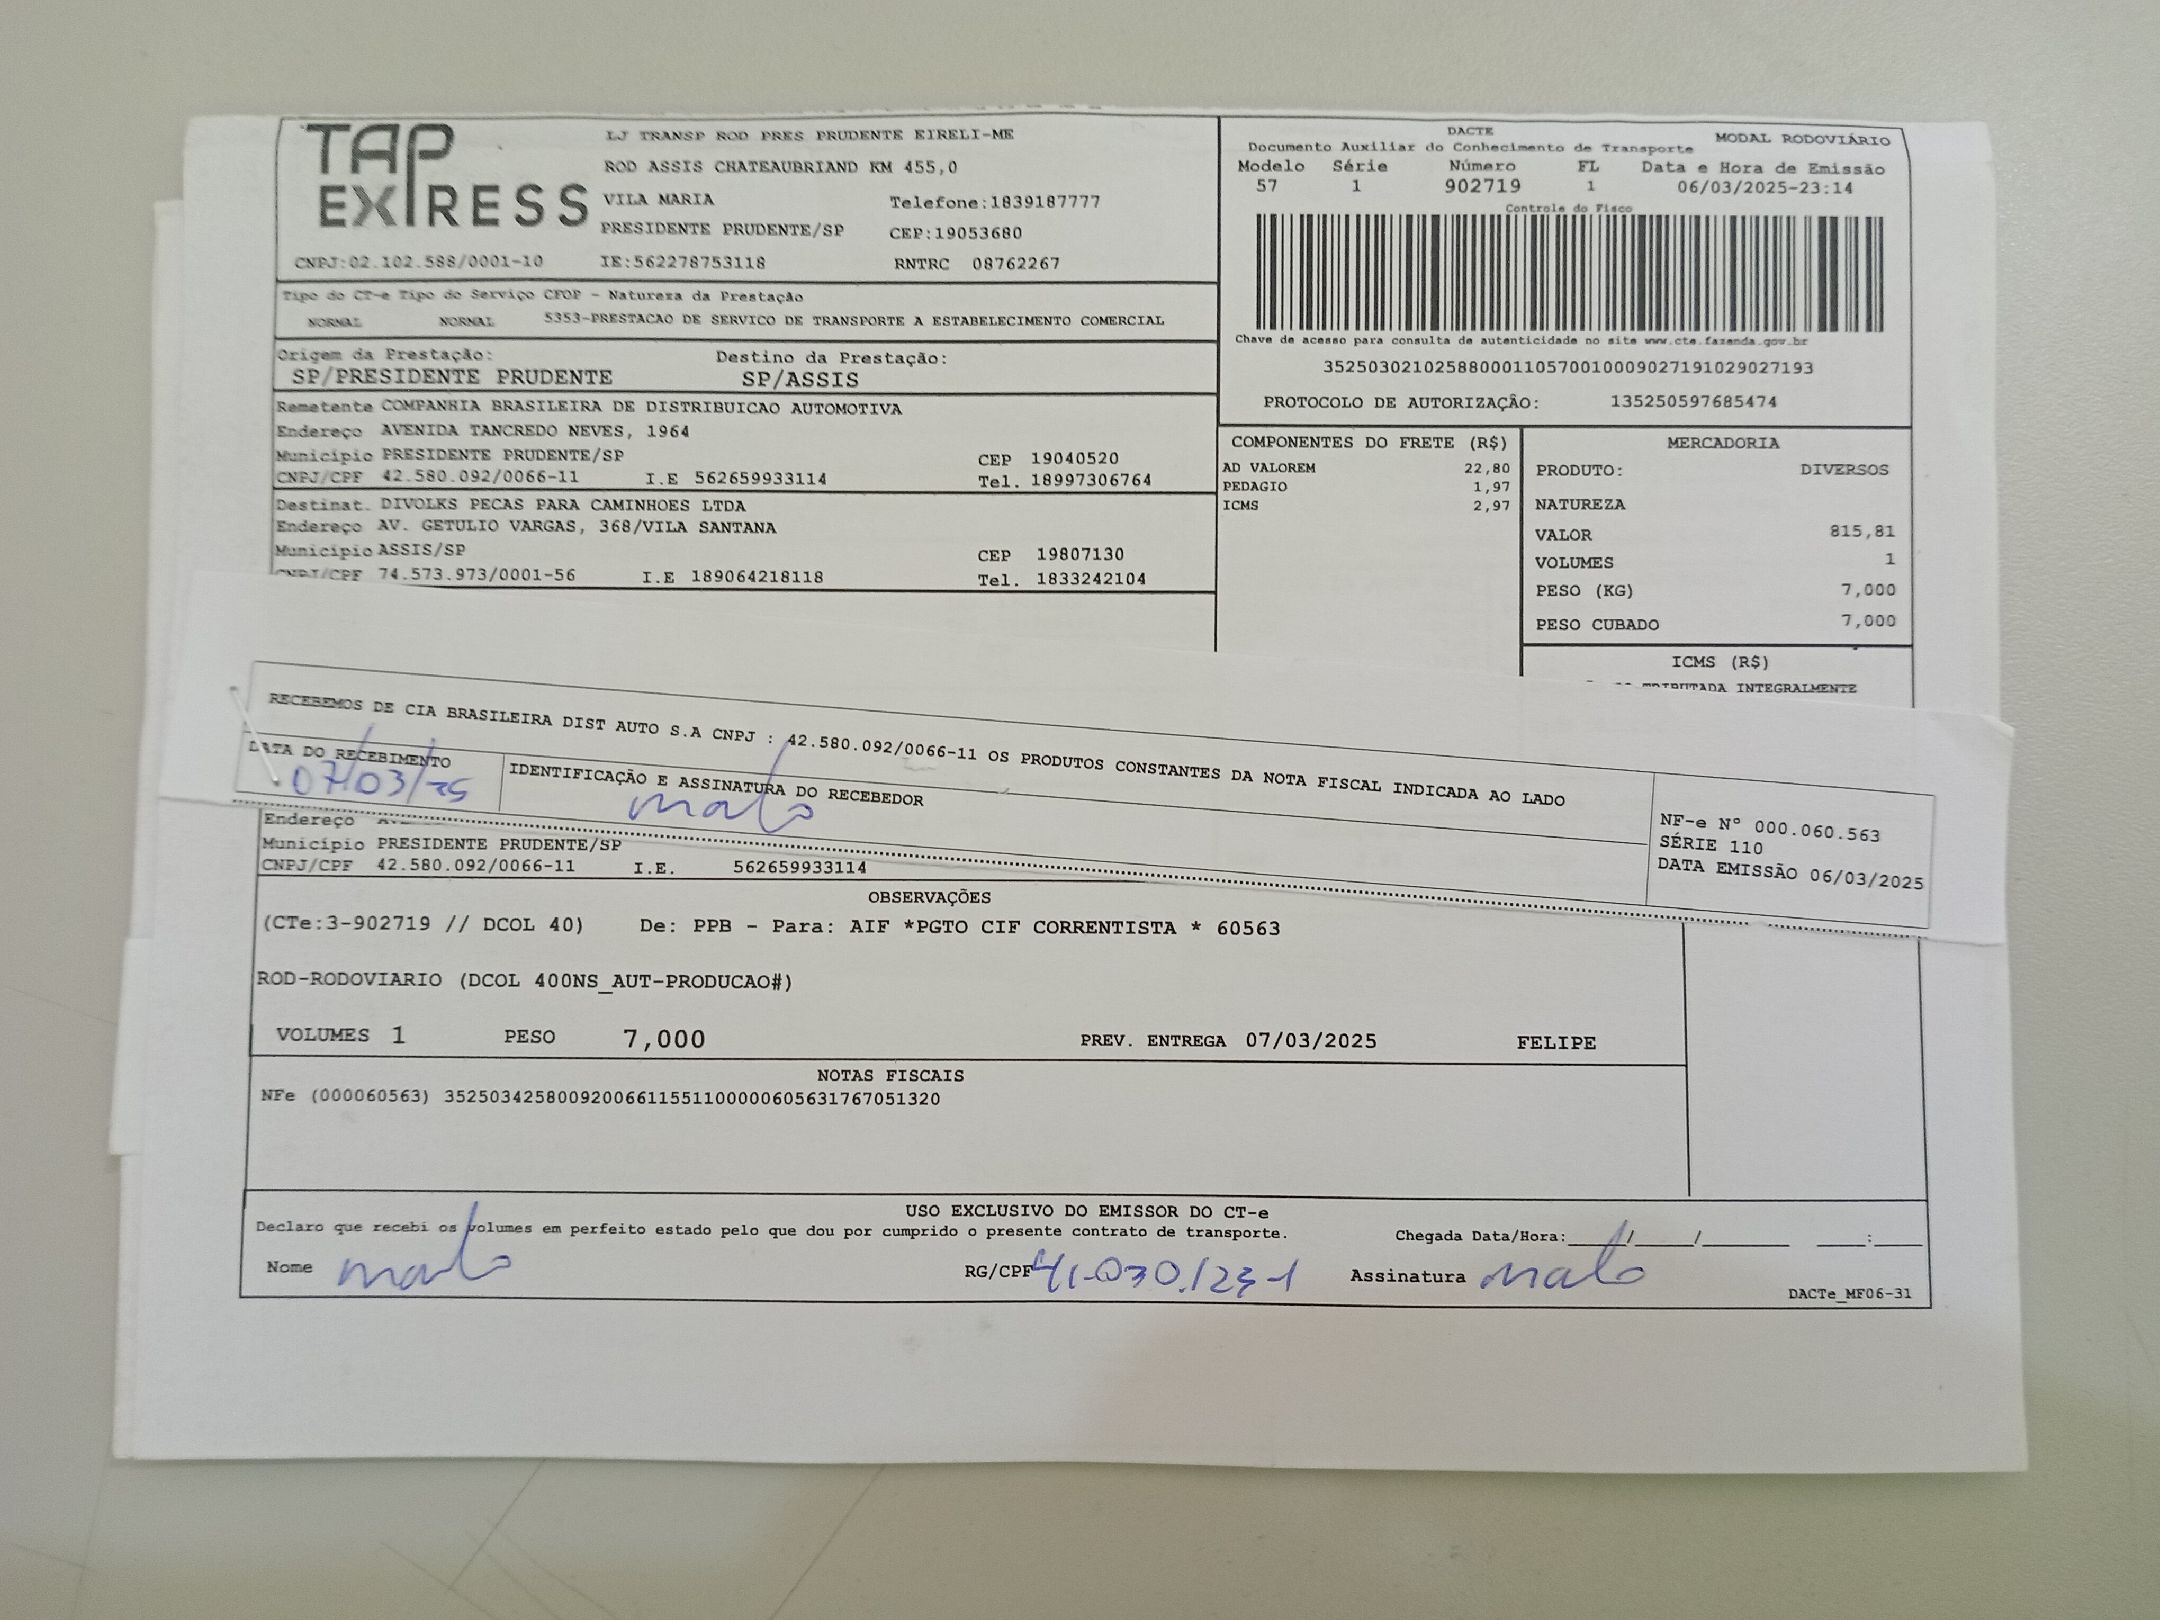 TAP EXPRESS
LJ TRANSP ROD PRES PRUDENTE EIRELI-ME
ROD ASSIS CHATEAUBRIAND KM 455,0
VILA MARIA Telefone:1839187777
PRESIDENTE PRUDENTE/SP CEP:19053680
CNPJ:02.102.588/0001-10 IE:562278753118 RNTRC 08762267
DACTE MODAL RODOVIÁRIO
Documento Auxiliar do Conhecimento de Transporte
Modelo Série Número FL Data e Hora de Emissão
57 1 902719 1 06/03/2025-23:14
Controle do Fisco
Chave de acesso para consulta de autenticidade no site www.cte.fazenda.gov.br
35250302102588000110570010009027191029027193
PROTOCOLO DE AUTORIZAÇÃO: 135250597685474
Tipo do CT-e Tipo do Serviço CFOP - Natureza da Prestação
NORMAL NORMAL 5353-PRESTACAO DE SERVICO DE TRANSPORTE A ESTABELECIMENTO COMERCIAL
Origem da Prestação: Destino da Prestação:
SP/PRESIDENTE PRUDENTE SP/ASSIS
Remetente COMPANHIA BRASILEIRA DE DISTRIBUICAO AUTOMOTIVA
Endereço AVENIDA TANCREDO NEVES, 1964
Município PRESIDENTE PRUDENTE/SP CEP 19040520
CNPJ/CPF 42.580.092/0066-11 I.E 562659933114 Tel. 18997306764
Destinat. DIVOLKS PECAS PARA CAMINHOES LTDA
Endereço AV. GETULIO VARGAS, 368/VILA SANTANA
Município ASSIS/SP CEP 19807130
CNPJ/CPF 74.573.973/0001-56 I.E 189064218118 Tel. 1833242104
COMPONENTES DO FRETE (R$)
AD VALOREM 22,80
PEDAGIO 1,97
ICMS 2,97
MERCADORIA
PRODUTO: DIVERSOS
NATUREZA
VALOR 815,81
VOLUMES 1
PESO (KG) 7,000
PESO CUBADO 7,000
ICMS (R$)
INTEGRALMENTE
RECEBEMOS DE CIA BRASILEIRA DIST AUTO S.A CNPJ : 42.580.092/0066-11 OS PRODUTOS CONSTANTES DA NOTA FISCAL INDICADA AO LADO
DATA DO RECEBIMENTO IDENTIFICAÇÃO E ASSINATURA DO RECEBEDOR
07/03/25
NF-e Nº 000.060.563
SÉRIE 110
DATA EMISSÃO 06/03/2025
Endereço
Município PRESIDENTE PRUDENTE/SP
CNPJ/CPF 42.580.092/0066-11 I.E. 562659933114
OBSERVAÇÕES
(CTe:3-902719 // DCOL 40) De: PPB - Para: AIF *PGTO CIF CORRENTISTA * 60563
ROD-RODOVIARIO (DCOL 400NS_AUT-PRODUCAO#)
VOLUMES 1 PESO 7,000 PREV. ENTREGA 07/03/2025 FELIPE
NOTAS FISCAIS
NFe (000060563) 35250342580092006611551100000605631767051320
USO EXCLUSIVO DO EMISSOR DO CT-e
Declaro que recebi os volumes em perfeito estado pelo que dou por cumprido o presente contrato de transporte. Chegada Data/Hora:____/____/______ ____:____
Nome RG/CPF 41.030.123-1 Assinatura
DACTe_MF06-31